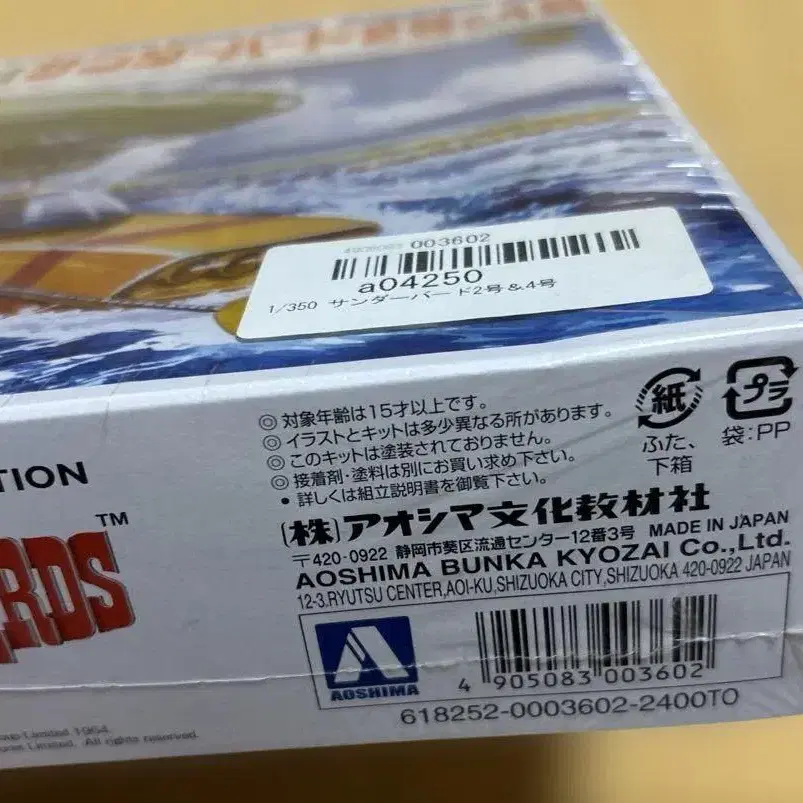 003602
a04250
1/350 サンダーバード2号&4号
◎ 対象年齢は15才以上です。
◎ イラストとキットは多少異なる所があります。
◎ このキットは塗装されておりません。
◎ 接着剤・塗料は別にお買い求め下さい。
• 詳しくは組立説明書を御覧下さい。
紙
ふた、
下箱
プラ
袋:PP
(株)アオシマ文化教材社
〒420-0922 静岡市葵区流通センター12番3号 MADE IN JAPAN
AOSHIMA BUNKA KYOZAI Co.,Ltd.
12-3.RYUTSU CENTER,AOI-KU,SHIZUOKA CITY,SHIZUOKA 420-0922 JAPAN
AOSHIMA
4 905083 003602
618252-0003602-2400TO
TION
RDS™
Limited 1964.
Limited. All rights reserved.